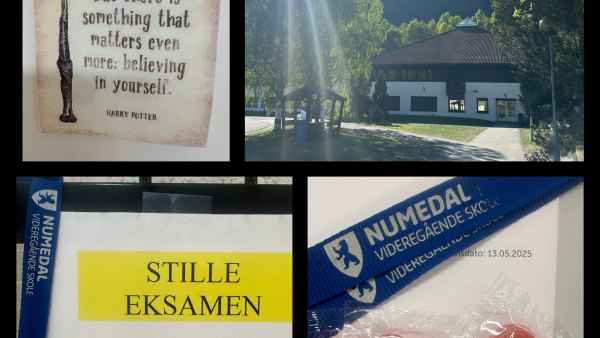 something that
matters even
more: believing
in yourself.
HARRY POTTER
NUMEDAL
VIDEREGÅENDE SKOLE
STILLE
EKSAMEN
NUMEDAL
VIDEREGÅENDE SKOLE
VIDEREGÅENDE
dato: 13.05.2025